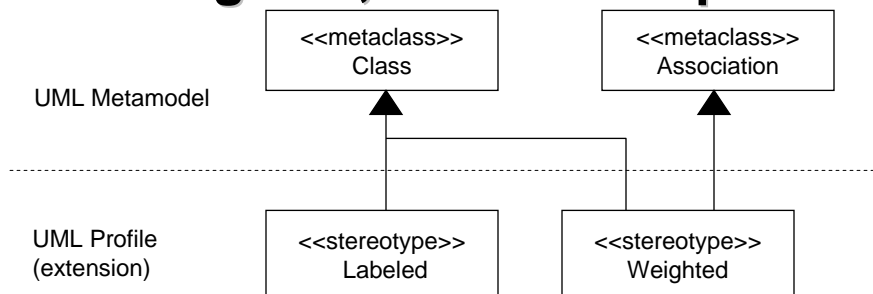 <<metaclass>>
Class
<<metaclass>>
Association
UML Metamodel
UML Profile
(extension)
<<stereotype>>
Labeled
<<stereotype>>
Weighted